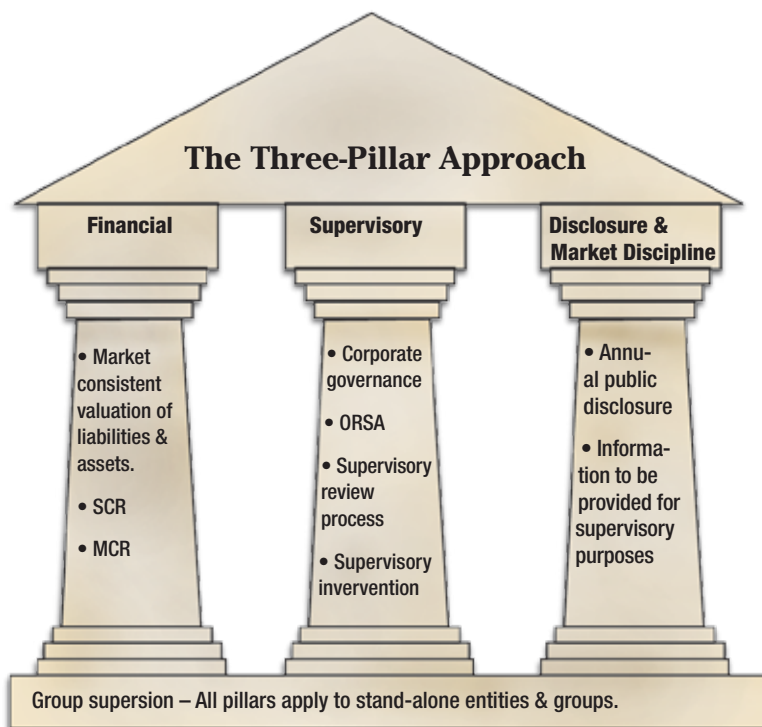 The Three-Pillar Approach
Financial
• Market
consistent
valuation of
liabilities &
assets.
• SCR
• MCR
Supervisory
• Corporate
governance
• ORSA
• Supervisory
review
process
• Supervisory
invervention
Disclosure &
Market Discipline
• Annu-
al public
disclosure
• Informa-
tion to be
provided for
supervisory
purposes
Group supersion – All pillars apply to stand-alone entities & groups.